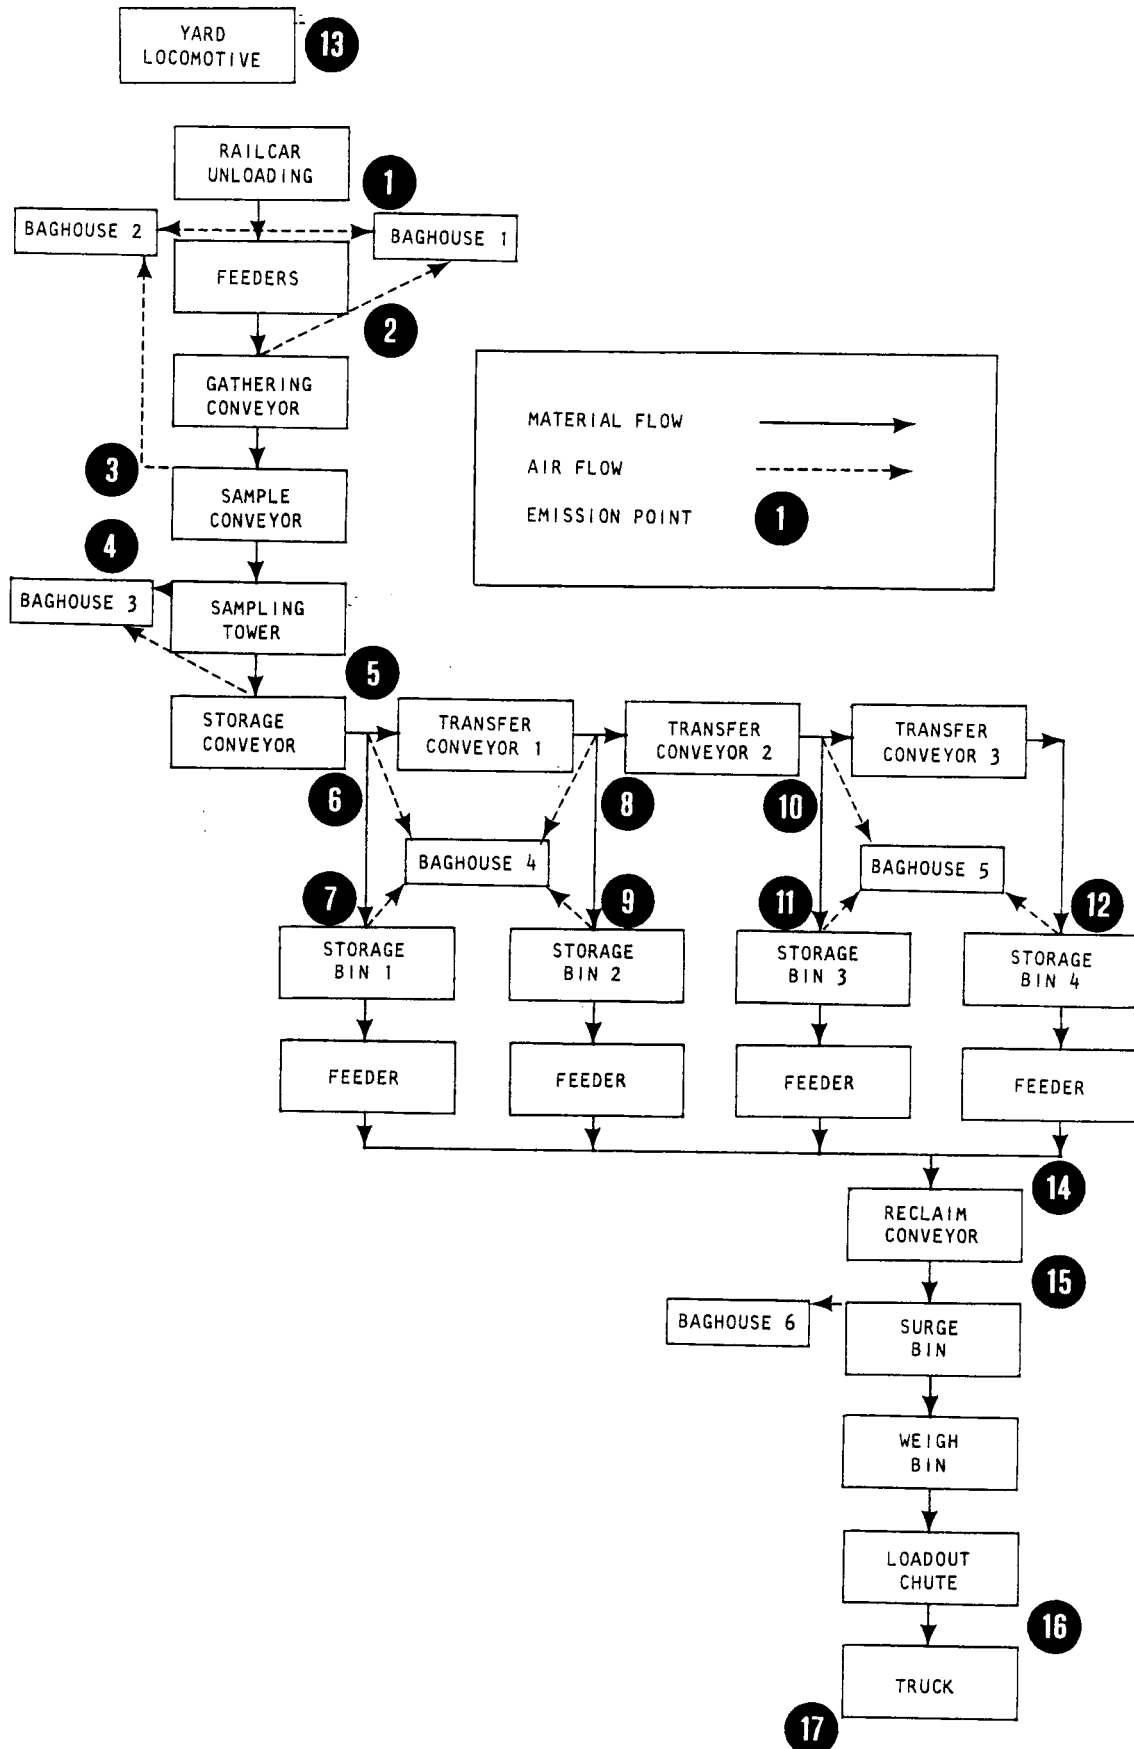 YARD
LOCOMOTIVE
13
RAILCAR
UNLOADING
1
BAGHOUSE 2
BAGHOUSE 1
FEEDERS
2
GATHERING
CONVEYOR
MATERIAL FLOW
AIR FLOW
EMISSION POINT
1
3
SAMPLE
CONVEYOR
4
BAGHOUSE 3
SAMPLING
TOWER
5
STORAGE
CONVEYOR
TRANSFER
CONVEYOR 1
TRANSFER
CONVEYOR 2
TRANSFER
CONVEYOR 3
6
8
10
BAGHOUSE 4
BAGHOUSE 5
7
9
11
12
STORAGE
BIN 1
STORAGE
BIN 2
STORAGE
BIN 3
STORAGE
BIN 4
FEEDER
FEEDER
FEEDER
FEEDER
14
RECLAIM
CONVEYOR
15
BAGHOUSE 6
SURGE
BIN
WEIGH
BIN
LOADOUT
CHUTE
16
TRUCK
17